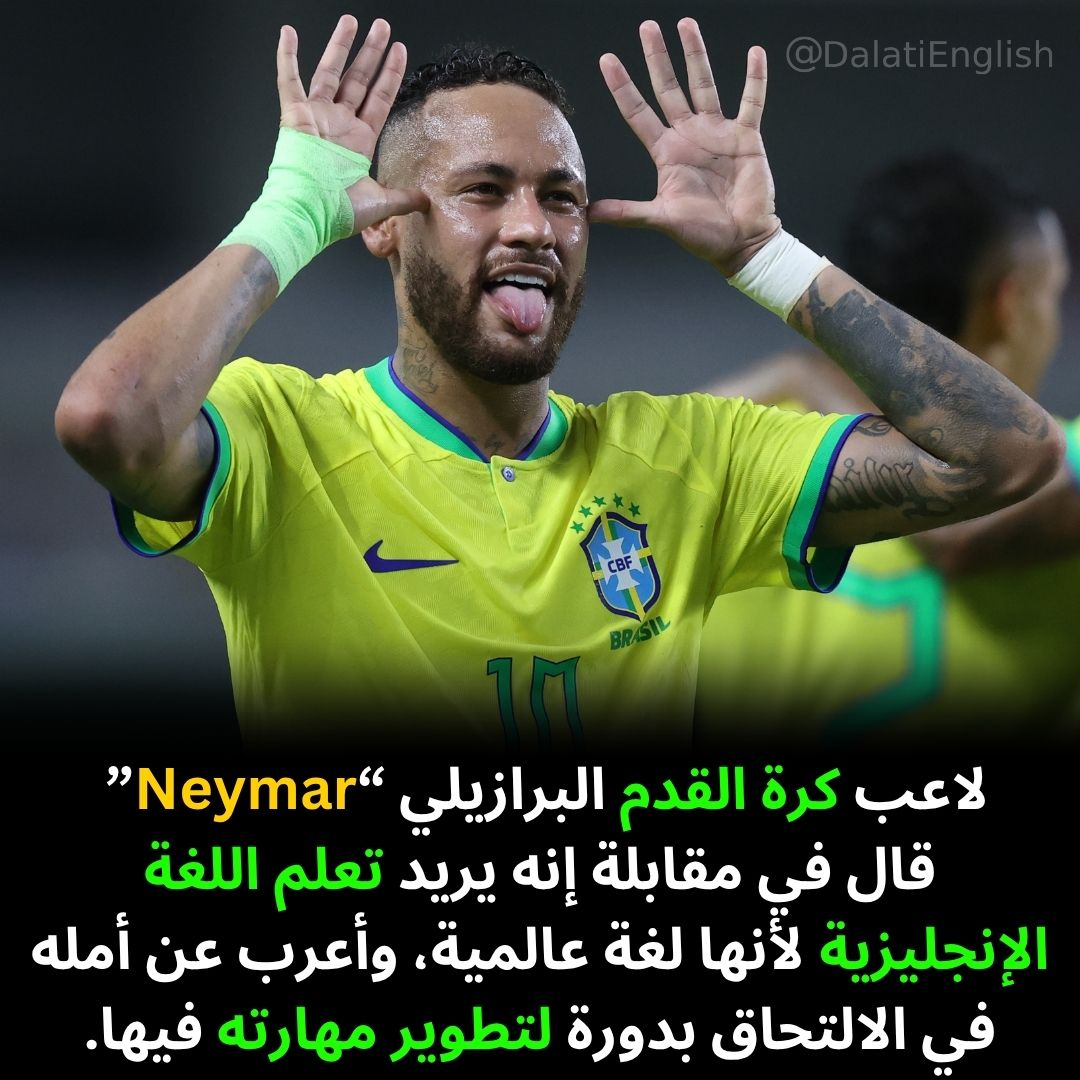 @DalatiEnglish
CBF
BRASIL
10
لاعب كرة القدم البرازيلي “Neymar”
قال في مقابلة إنه يريد تعلم اللغة
الإنجليزية لأنها لغة عالمية، وأعرب عن أمله
في الالتحاق بدورة لتطوير مهارته فيها.